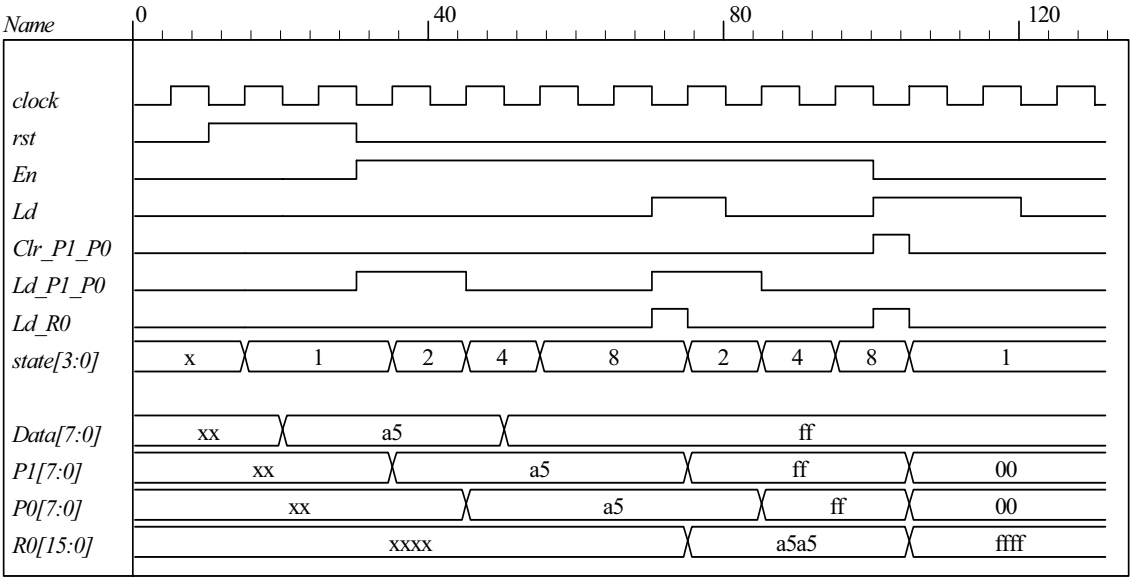 Name 0 40 80 120
clock
rst
En
Ld
Clr_P1_P0
Ld_P1_P0
Ld_R0
state[3:0] x 1 2 4 8 2 4 8 1
Data[7:0] xx a5 ff
P1[7:0] xx a5 ff 00
P0[7:0] xx a5 ff 00
R0[15:0] xxxx a5a5 ffff